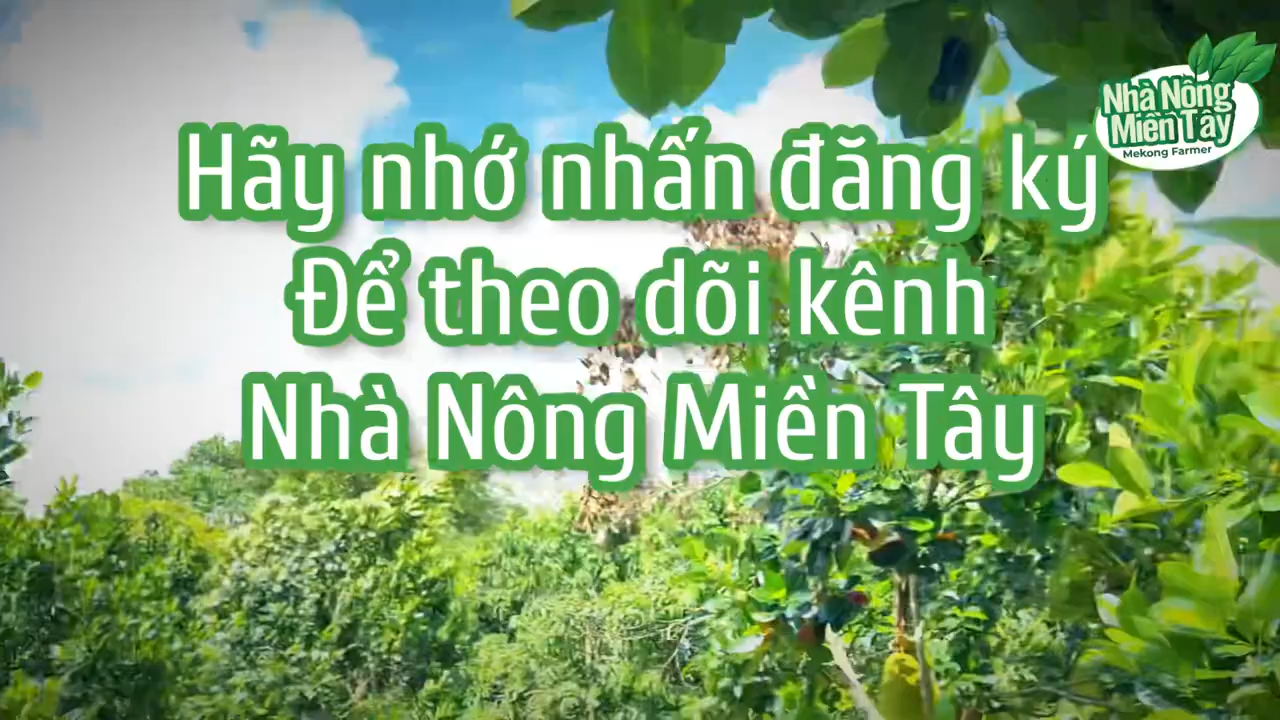 Nhà Nông
Miền Tây
Mekong Farmer
Hãy nhớ nhấn đăng ký
Để theo dõi kênh
Nhà Nông Miền Tây